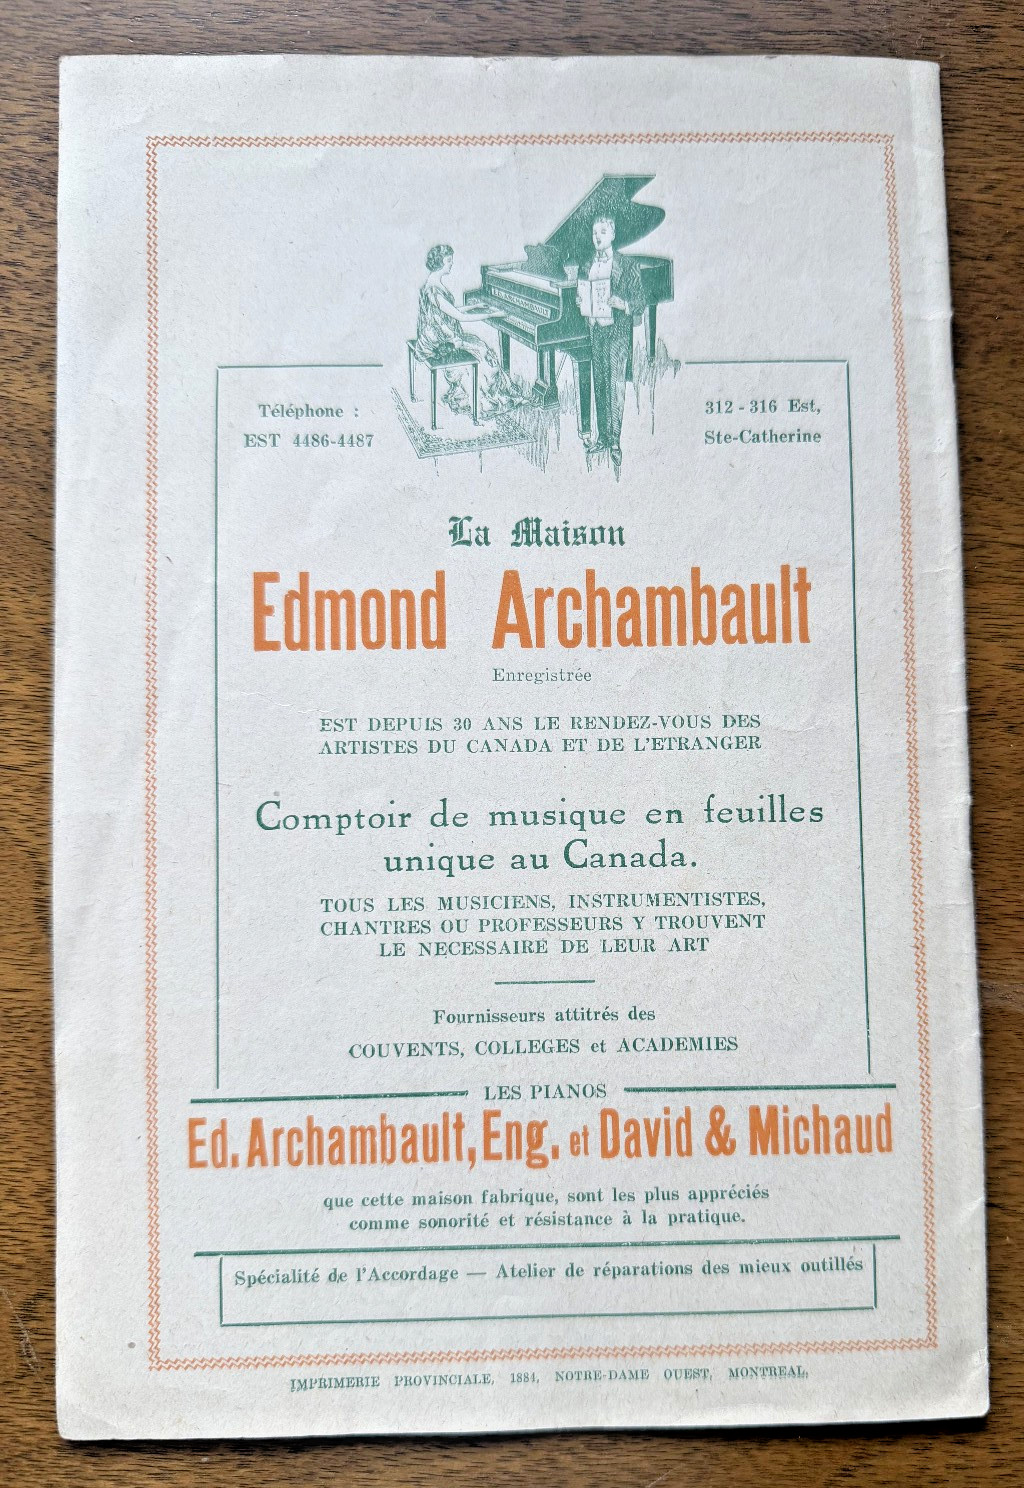 ED. ARCHAMBAULT
Téléphone :
EST 4486-4487
312 - 316 Est,
Ste-Catherine
La Maison
Edmond Archambault
Enregistrée
EST DEPUIS 30 ANS LE RENDEZ-VOUS DES
ARTISTES DU CANADA ET DE L'ETRANGER
Comptoir de musique en feuilles
unique au Canada.
TOUS LES MUSICIENS, INSTRUMENTISTES,
CHANTRES OU PROFESSEURS Y TROUVENT
LE NECESSAIRE DE LEUR ART
Fournisseurs attitrés des
COUVENTS, COLLEGES et ACADEMIES
LES PIANOS
Ed. Archambault, Eng. et David & Michaud
que cette maison fabrique, sont les plus appréciés
comme sonorité et résistance à la pratique.
Spécialité de l'Accordage — Atelier de réparations des mieux outillés
IMPRIMERIE PROVINCIALE, 1884, NOTRE-DAME OUEST, MONTREAL,